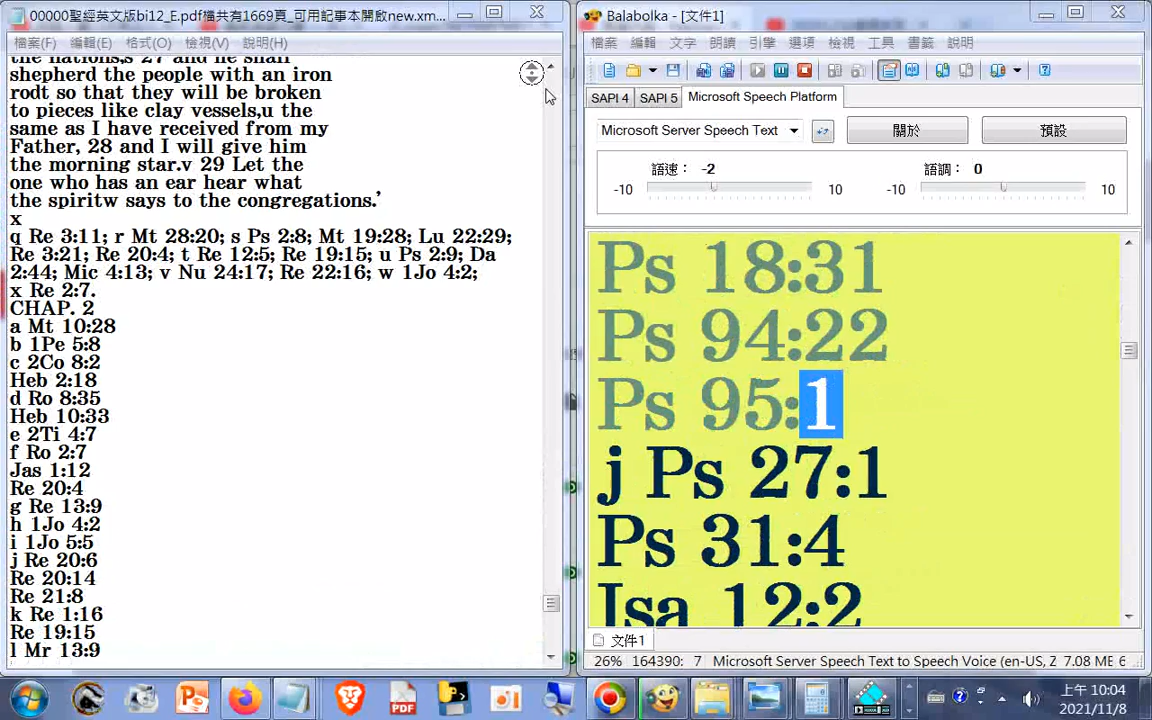 00000聖經英文版bi12_E.pdf檔共有1669頁_可用記事本開啟new.xm...
檔案(F) 編輯(E) 格式(O) 檢視(V) 說明(H)
the nations,s 27 and he shall
shepherd the people with an iron
rodt so that they will be broken
to pieces like clay vessels,u the
same as I have received from my
Father, 28 and I will give him
the morning star.v 29 Let the
one who has an ear hear what
the spiritw says to the congregations.’
x
q Re 3:11; r Mt 28:20; s Ps 2:8; Mt 19:28; Lu 22:29;
Re 3:21; Re 20:4; t Re 12:5; Re 19:15; u Ps 2:9; Da
2:44; Mic 4:13; v Nu 24:17; Re 22:16; w 1Jo 4:2;
x Re 2:7.
CHAP. 2
a Mt 10:28
b 1Pe 5:8
c 2Co 8:2
Heb 2:18
d Ro 8:35
Heb 10:33
e 2Ti 4:7
f Ro 2:7
Jas 1:12
Re 20:4
g Re 13:9
h 1Jo 4:2
i 1Jo 5:5
j Re 20:6
Re 20:14
Re 21:8
k Re 1:16
Re 19:15
l Mr 13:9
Balabolka - [文件1]
檔案 編輯 文字 朗讀 引擎 選項 檢視 工具 書籤 說明
SAPI 4 SAPI 5 Microsoft Speech Platform
Microsoft Server Speech Text 關於 預設
語速： -2 語調： 0
-10 10 -10 10
Ps 18:31
Ps 94:22
Ps 95:1
j Ps 27:1
Ps 31:4
Isa 12:2
文件1
26% 164390: 7 Microsoft Server Speech Text to Speech Voice (en-US, Z 7.08 MB 6
PDF
上午 10:04
2021/11/8